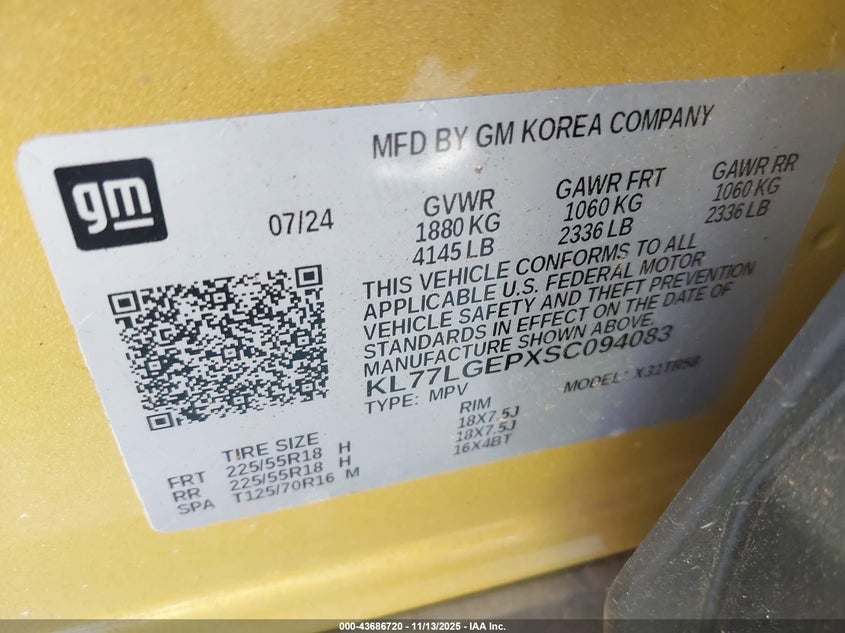 MFD BY GM KOREA COMPANY
gm
07/24
GVWR
1880 KG
4145 LB
GAWR FRT
1060 KG
2336 LB
GAWR RR
1060 KG
2336 LB
THIS VEHICLE CONFORMS TO ALL
APPLICABLE U.S. FEDERAL MOTOR
VEHICLE SAFETY AND THEFT PREVENTION
STANDARDS IN EFFECT ON THE DATE OF
MANUFACTURE SHOWN ABOVE.
KL77LGEPXSC094083
TYPE: MPV MODEL: X31TR58
TIRE SIZE RIM
FRT 225/55R18 H 18X7.5J
RR 225/55R18 H 18X7.5J
SPA T125/70R16 M 16X4BT
000-43686720 - 11/13/2025 - IAA Inc.